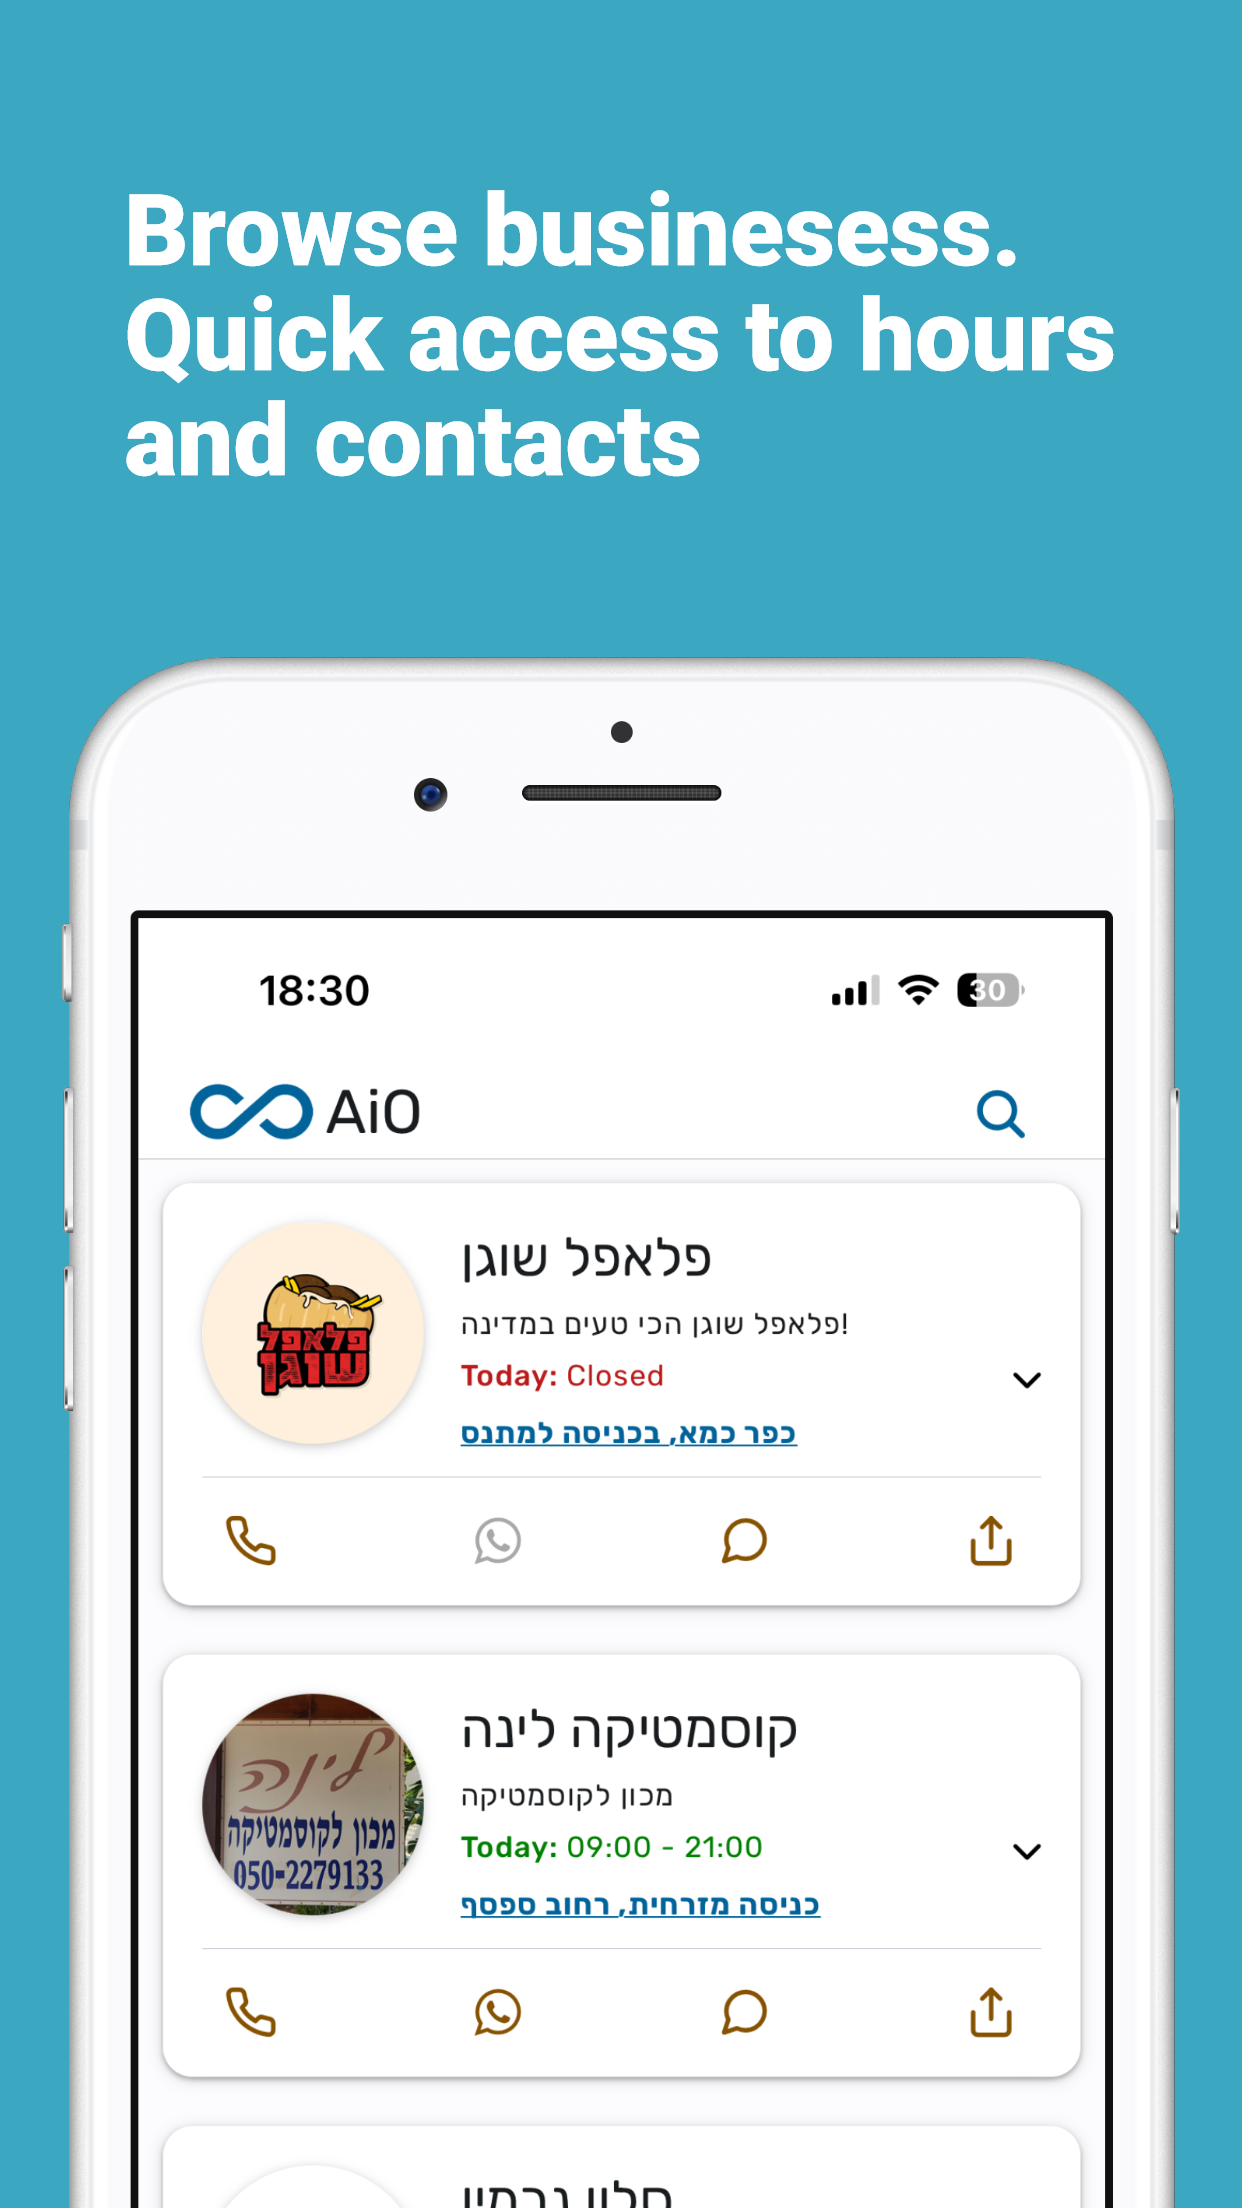 Browse businesess.
Quick access to hours
and contacts
18:30
30
AiO
פלאפל שוגן
פלאפל
שוגן
פלאפל שוגן הכי טעים במדינה!
Today: Closed
כפר כמא, בכניסה למתנס
קוסמטיקה לינה
לינה
מכון לקוסמטיקה
050-2279133
מכון לקוסמטיקה
Today: 09:00 - 21:00
כניסה מזרחית, רחוב ספסף